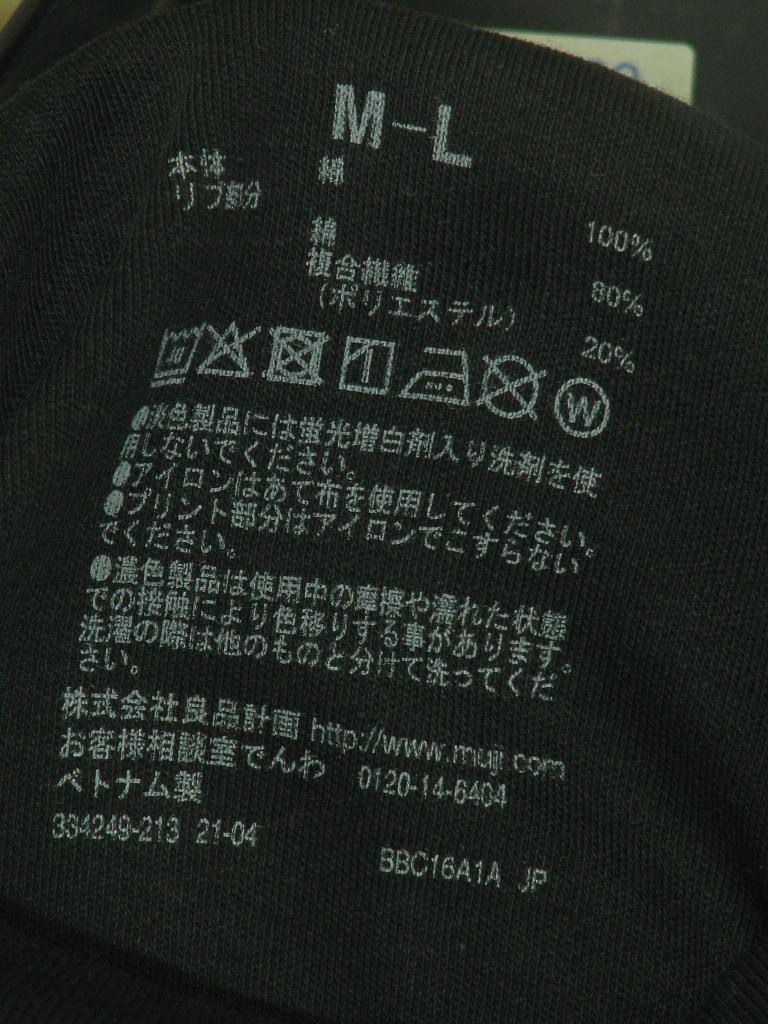 M-L
本体 綿 100%
リブ部分 綿 80%
複合繊維
(ポリエステル) 20%
W
●淡色製品には蛍光増白剤入り洗剤を使
用しないでください。
●アイロンはあて布を使用してください。
●プリント部分はアイロンでこすらない
でください。
●濃色製品は使用中の摩擦や濡れた状態
での接触により色移りする事があります。
洗濯の際は他のものと分けて洗ってくだ
さい。
株式会社良品計画 http://www.muji.com
お客様相談室でんわ 0120-14-6404
ベトナム製
334249-213 21-04
BBC16A1A JP